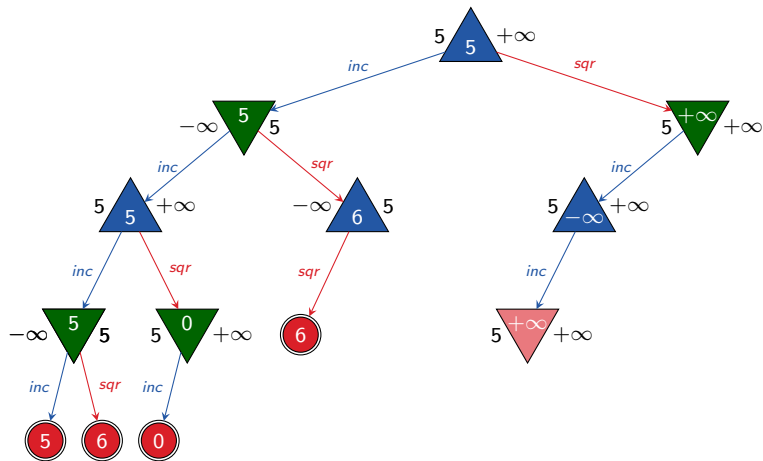 5 5 +∞
inc sqr
−∞ 5 5 5 +∞ +∞
inc sqr inc
5 5 +∞ −∞ 6 5 5 −∞ +∞
inc sqr sqr inc
−∞ 5 5 5 0 +∞ 6 5 +∞ +∞
inc sqr inc
5 6 0